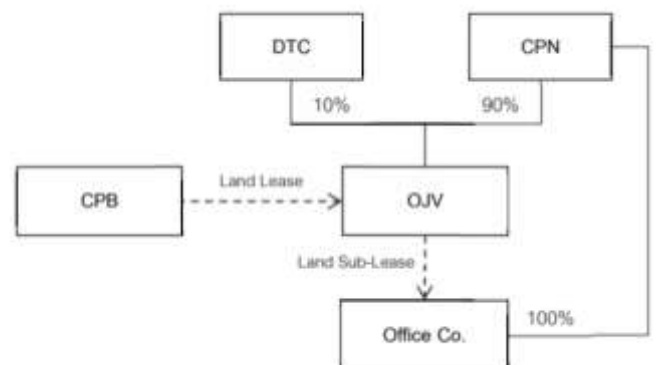 DTC
CPN
10%
90%
Land Lease
CPB
OJV
Land Sub-Lease
100%
Office Co.